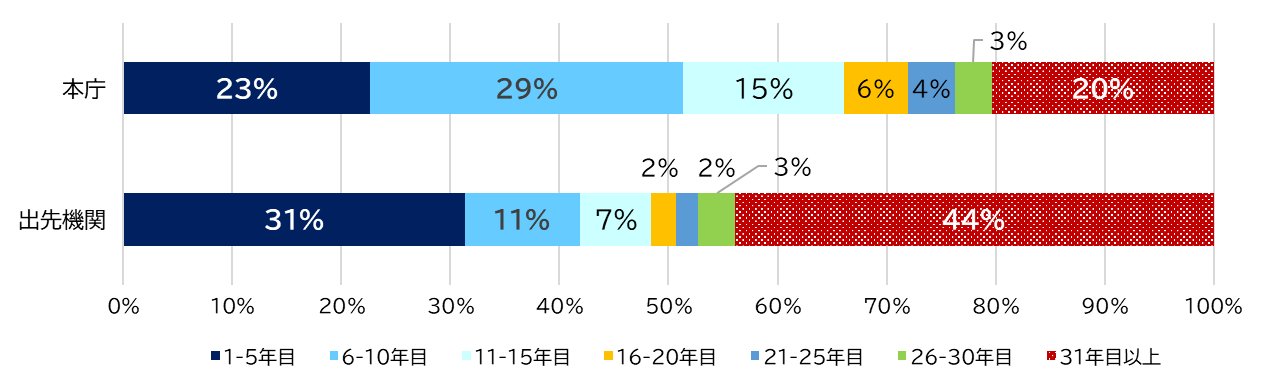 3%
本庁 23% 29% 15% 6% 4% 20%
2% 2% 3%
出先機関 31% 11% 7% 44%
0% 10% 20% 30% 40% 50% 60% 70% 80% 90% 100%
1-5年目 6-10年目 11-15年目 16-20年目 21-25年目 26-30年目 31年目以上